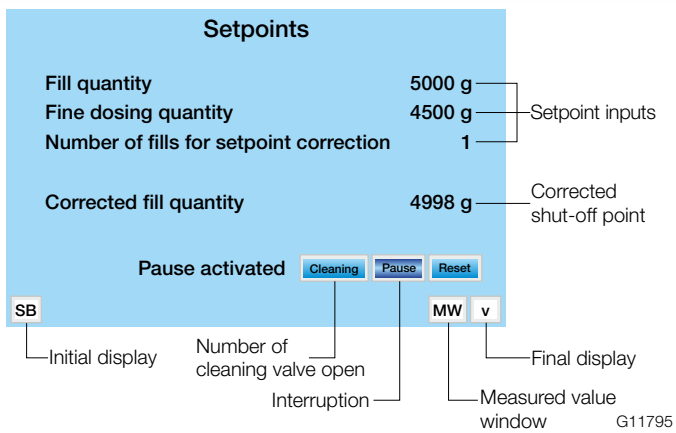 Setpoints
Fill quantity 5000 g
Fine dosing quantity 4500 g
Number of fills for setpoint correction 1
Setpoint inputs
Corrected fill quantity 4998 g
Corrected
shut-off point
Pause activated Cleaning Pause Reset
SB MW v
Initial display
Number of
cleaning valve open
Final display
Interruption
Measured value
window
G11795